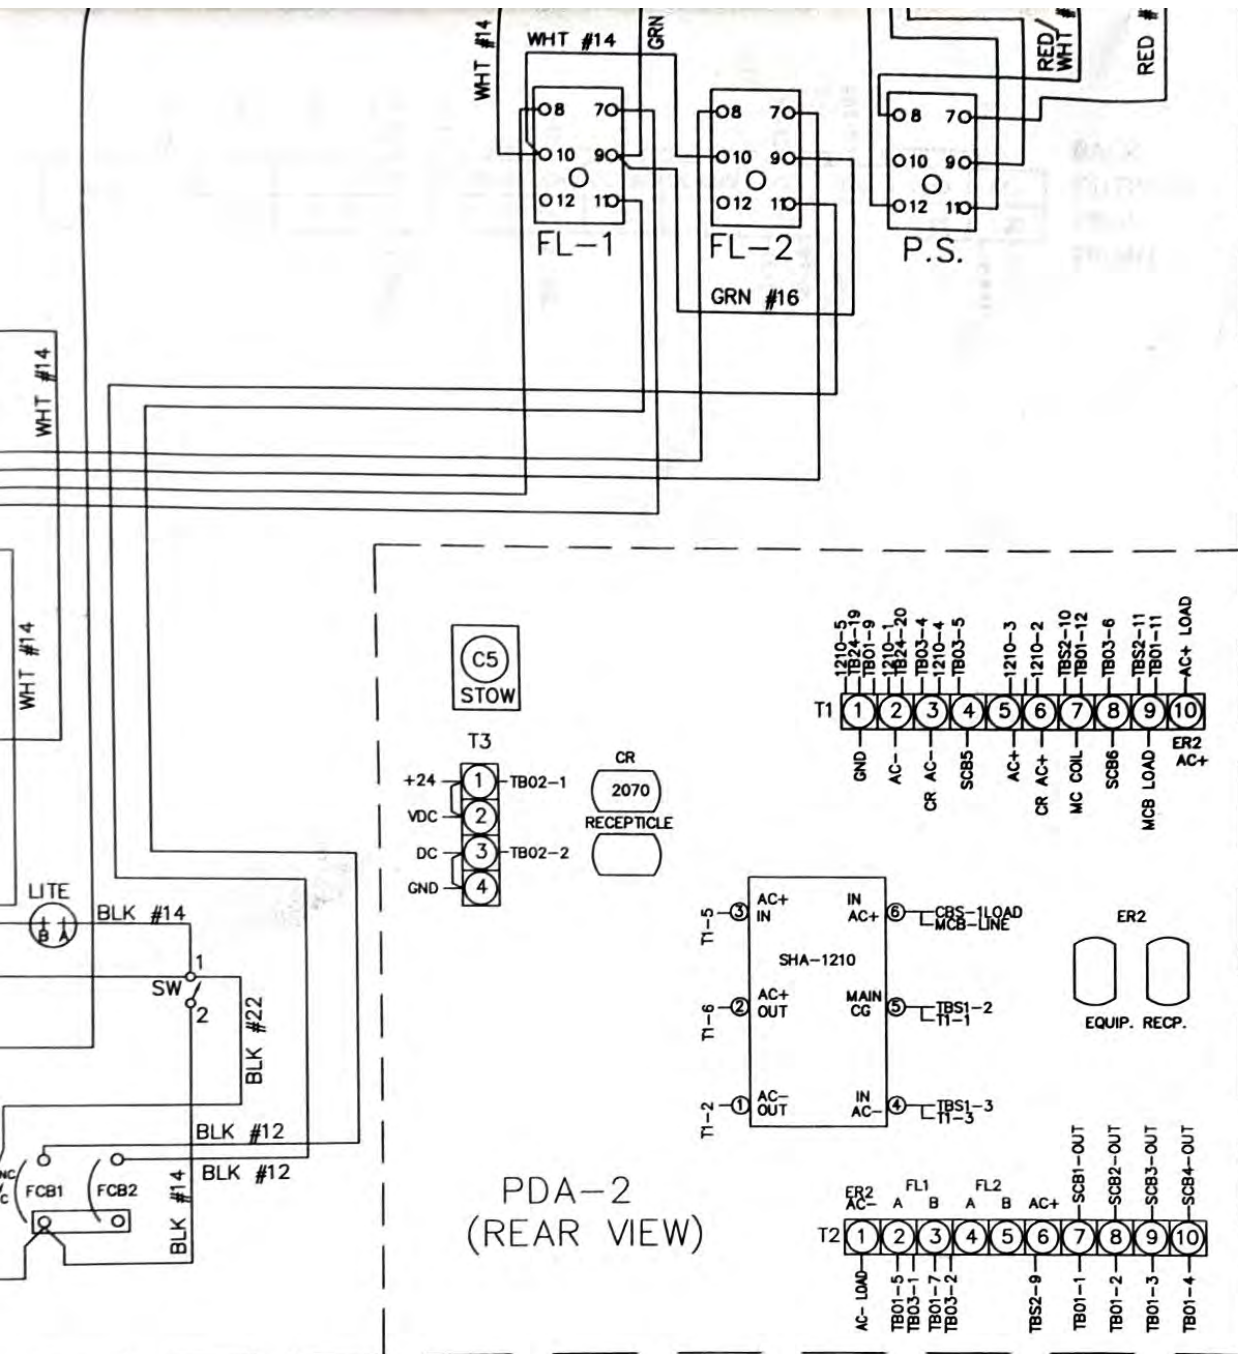 WHT #14
WHT #14
GRN
RED/
WHT #
RED #
8 7
10 9
12 11
FL-1
8 7
10 9
12 11
FL-2
8 7
10 9
12 11
P.S.
GRN #16
WHT #14
WHT #14
C5
STOW
T3
+24 1 TB02-1
VDC 2
DC 3 TB02-2
GND 4
CR
2070
RECEPTICLE
1210-5
TB24-19
TB01-9
1210-1
TB24-20
TB03-4
1210-4
TB03-5
1210-3
1210-2
TBS2-10
TB01-12
TB03-6
TBS2-11
TB01-11
AC+ LOAD
T1 1 2 3 4 5 6 7 8 9 10
GND
AC-
CR AC-
SCB5
AC+
CR AC+
MC COIL
SCB6
MCB LOAD
ER2
AC+
LITE
B A
BLK #14
1
SW
2
BLK #22
BLK #12
BLK #12
BLK #14
NC
C
FCB1
FCB2
T1-5 3 AC+
IN
IN
AC+ 6 CBS-1LOAD
MCB-LINE
SHA-1210
T1-6 2 AC+
OUT
MAIN
CG 5 TBS1-2
T1-1
T1-2 1 AC-
OUT
IN
AC- 4 TBS1-3
T1-3
ER2
EQUIP. RECP.
PDA-2
(REAR VIEW)
ER2
AC-
FL1
A B
FL2
A B
AC+
SCB1-OUT
SCB2-OUT
SCB3-OUT
SCB4-OUT
T2 1 2 3 4 5 6 7 8 9 10
AC- LOAD
TB01-5
TB03-1
TB01-7
TB03-2
TBS2-9
TB01-1
TB01-2
TB01-3
TB01-4